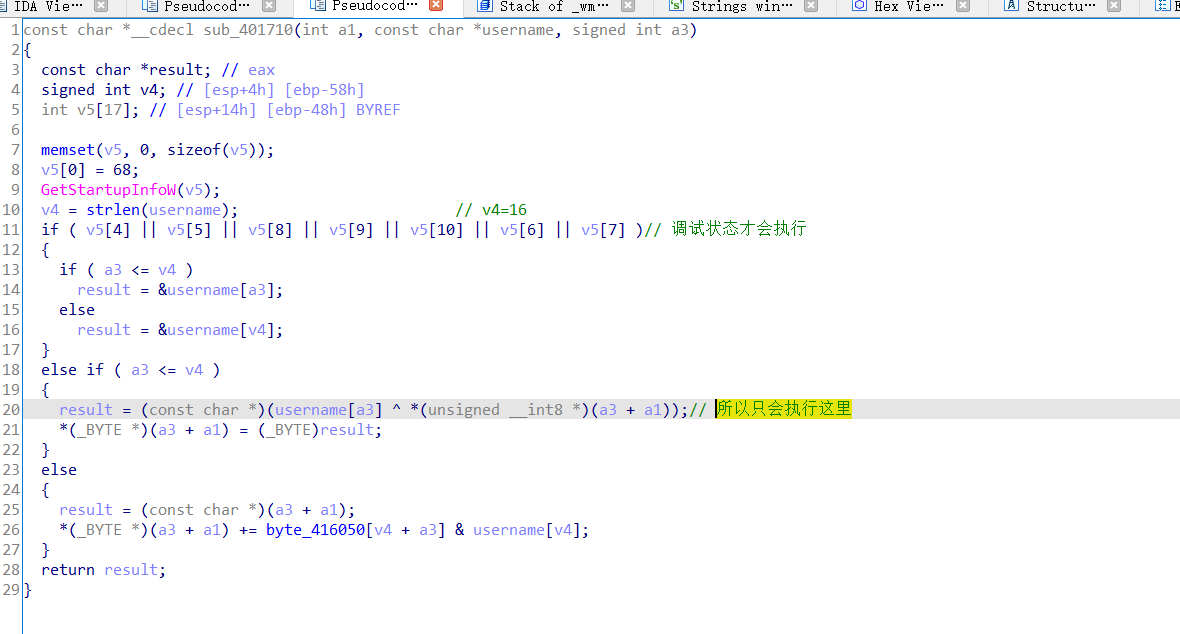 IDA Vie… Pseudocod… Pseudocod… Stack of _wm… 's' Strings win… Hex Vie… A Structu…
1 const char *__cdecl sub_401710(int a1, const char *username, signed int a3)
2 {
3   const char *result; // eax
4   signed int v4; // [esp+4h] [ebp-58h]
5   int v5[17]; // [esp+14h] [ebp-48h] BYREF
6
7   memset(v5, 0, sizeof(v5));
8   v5[0] = 68;
9   GetStartupInfoW(v5);
10   v4 = strlen(username);                        // v4=16
11   if ( v5[4] || v5[5] || v5[8] || v5[9] || v5[10] || v5[6] || v5[7] )// 调试状态才会执行
12   {
13     if ( a3 <= v4 )
14       result = &username[a3];
15     else
16       result = &username[v4];
17   }
18   else if ( a3 <= v4 )
19   {
20     result = (const char *)(username[a3] ^ *(unsigned __int8 *)(a3 + a1));// 所以只会执行这里
21     *(_BYTE *)(a3 + a1) = (_BYTE)result;
22   }
23   else
24   {
25     result = (const char *)(a3 + a1);
26     *(_BYTE *)(a3 + a1) += byte_416050[v4 + a3] & username[v4];
27   }
28   return result;
29 }